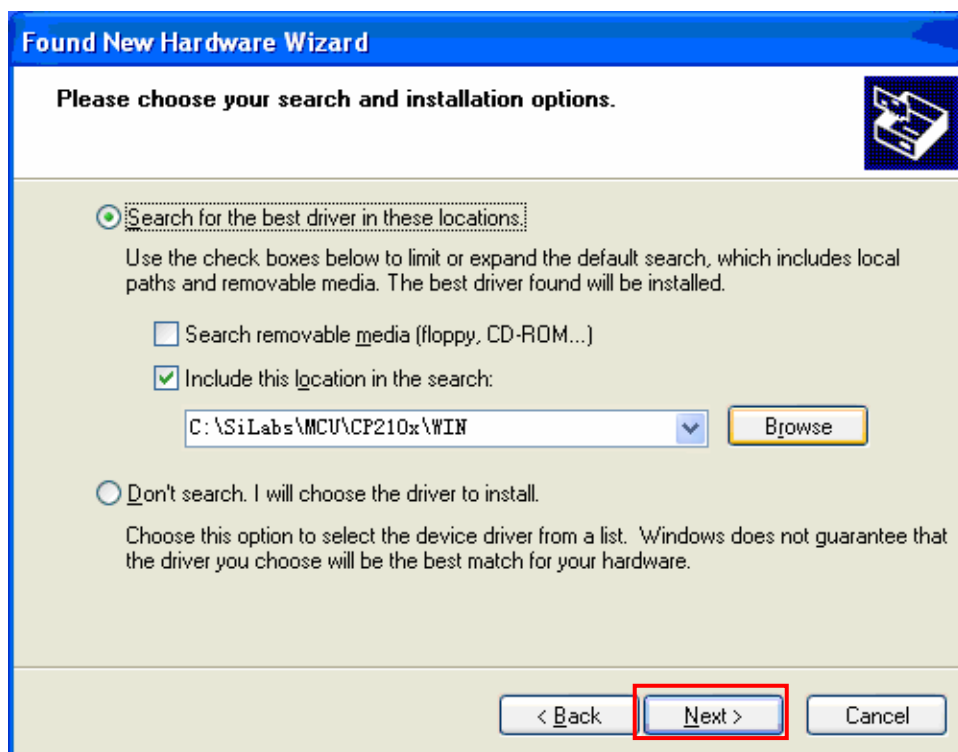 Found New Hardware Wizard
Please choose your search and installation options.
Search for the best driver in these locations.
Use the check boxes below to limit or expand the default search, which includes local
paths and removable media. The best driver found will be installed.
Search removable media (floppy, CD-ROM...)
Include this location in the search:
C:\SiLabs\MCU\CP210x\WIN
Browse
Don't search. I will choose the driver to install.
Choose this option to select the device driver from a list. Windows does not guarantee that
the driver you choose will be the best match for your hardware.
< Back
Next >
Cancel